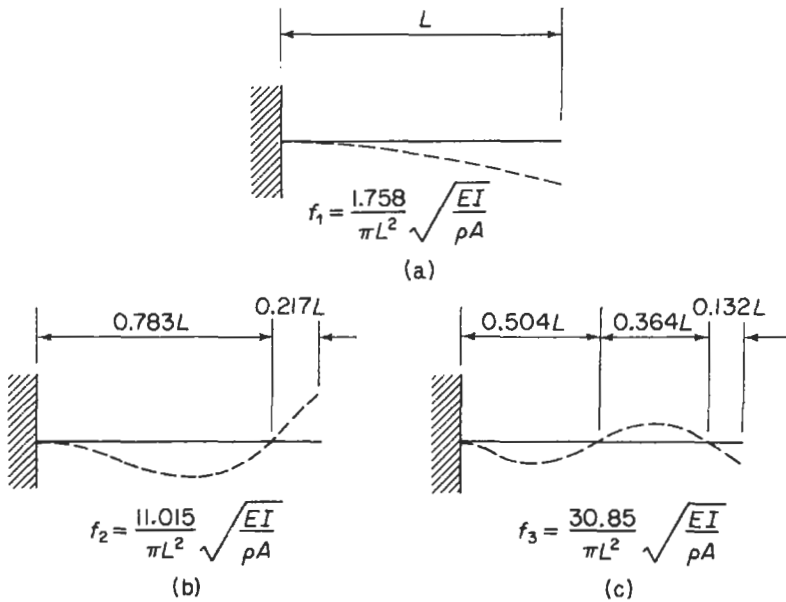 L
f₁ = 1.758/πL² √(EI/ρA)
(a)
0.783L 0.217L
0.504L 0.364L 0.132L
f₂ = 11.015/πL² √(EI/ρA)
(b)
f₃ = 30.85/πL² √(EI/ρA)
(c)